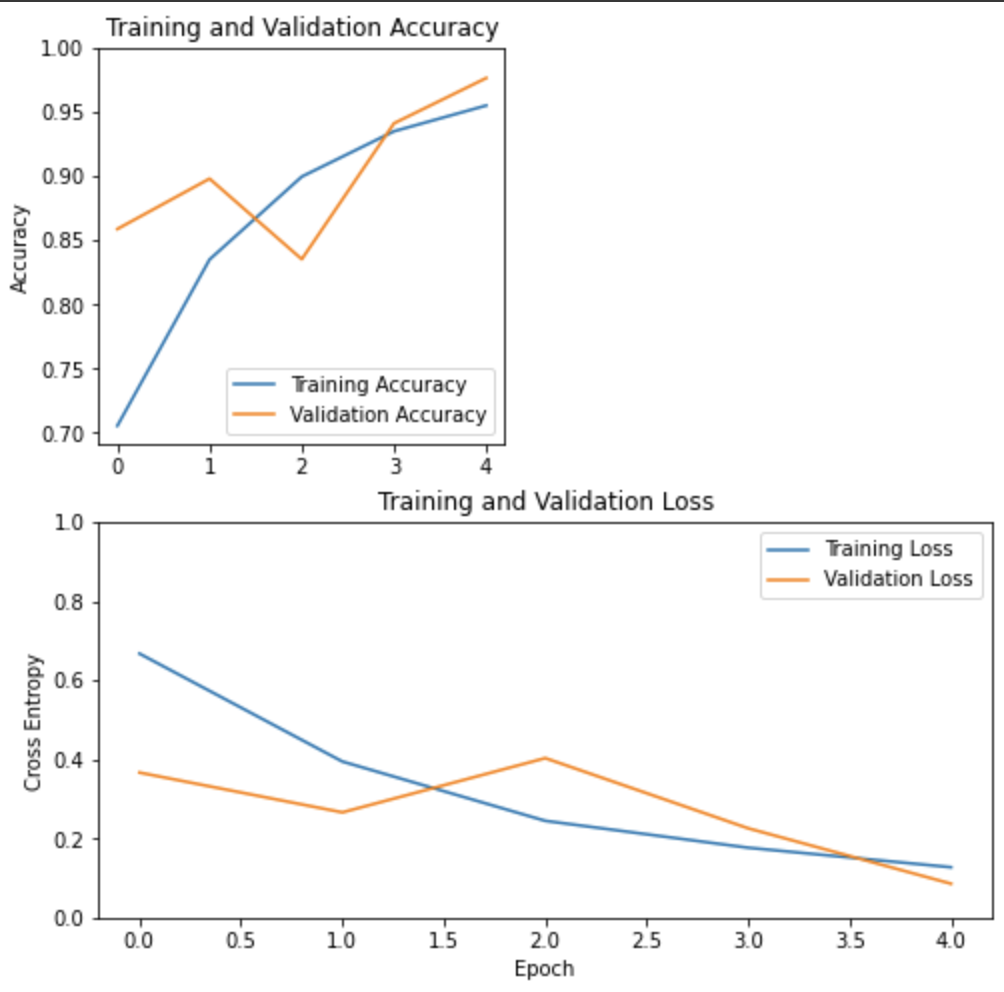 Training and Validation Accuracy
1.00
0.95
0.90
0.85
0.80
0.75
0.70
Accuracy
Training Accuracy
Validation Accuracy
0 1 2 3 4
Training and Validation Loss
1.0
0.8
0.6
0.4
0.2
0.0
Cross Entropy
Training Loss
Validation Loss
0.0 0.5 1.0 1.5 2.0 2.5 3.0 3.5 4.0
Epoch